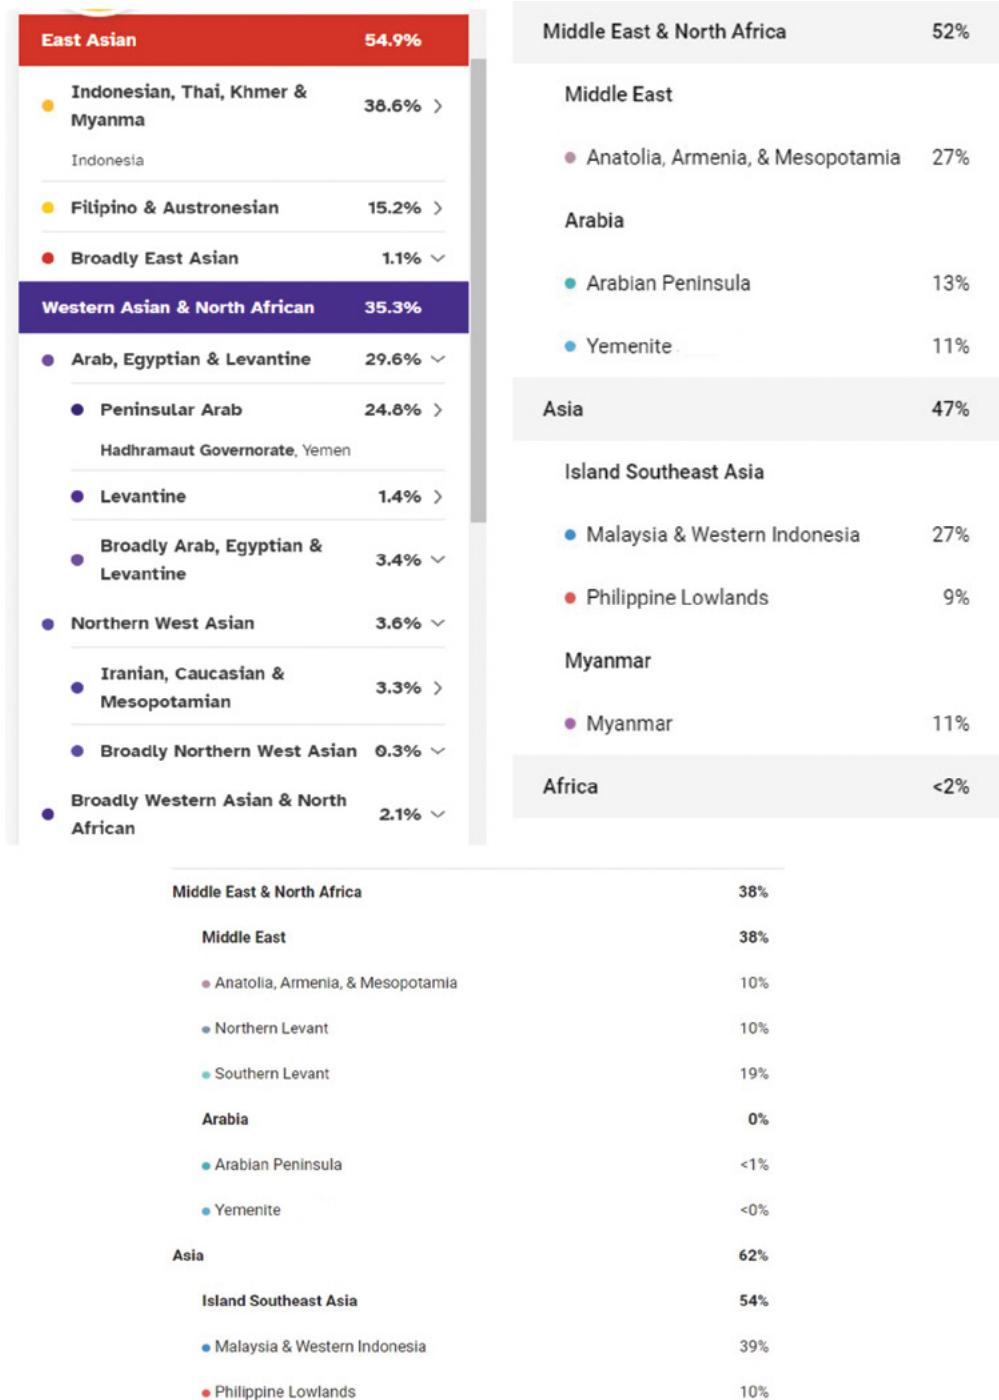 East Asian 54.9%
Indonesian, Thai, Khmer & 38.6%
Myanma
Indonesia
Filipino & Austronesian 15.2%
Broadly East Asian 1.1%
Western Asian & North African 35.3%
Arab, Egyptian & Levantine 29.6%
Peninsular Arab 24.8%
Hadhramaut Governorate, Yemen
Levantine 1.4%
Broadly Arab, Egyptian & 3.4%
Levantine
Northern West Asian 3.6%
Iranian, Caucasian & 3.3%
Mesopotamian
Broadly Northern West Asian 0.3%
Broadly Western Asian & North 2.1%
African
Middle East & North Africa 52%
Middle East
Anatolia, Armenia, & Mesopotamia 27%
Arabia
Arabian Peninsula 13%
Yemenite 11%
Asia 47%
Island Southeast Asia
Malaysia & Western Indonesia 27%
Philippine Lowlands 9%
Myanmar
Myanmar 11%
Africa <2%
Middle East & North Africa 38%
Middle East 38%
Anatolia, Armenia, & Mesopotamia 10%
Northern Levant 10%
Southern Levant 19%
Arabia 0%
Arabian Peninsula <1%
Yemenite <0%
Asia 62%
Island Southeast Asia 54%
Malaysia & Western Indonesia 39%
Philippine Lowlands 10%